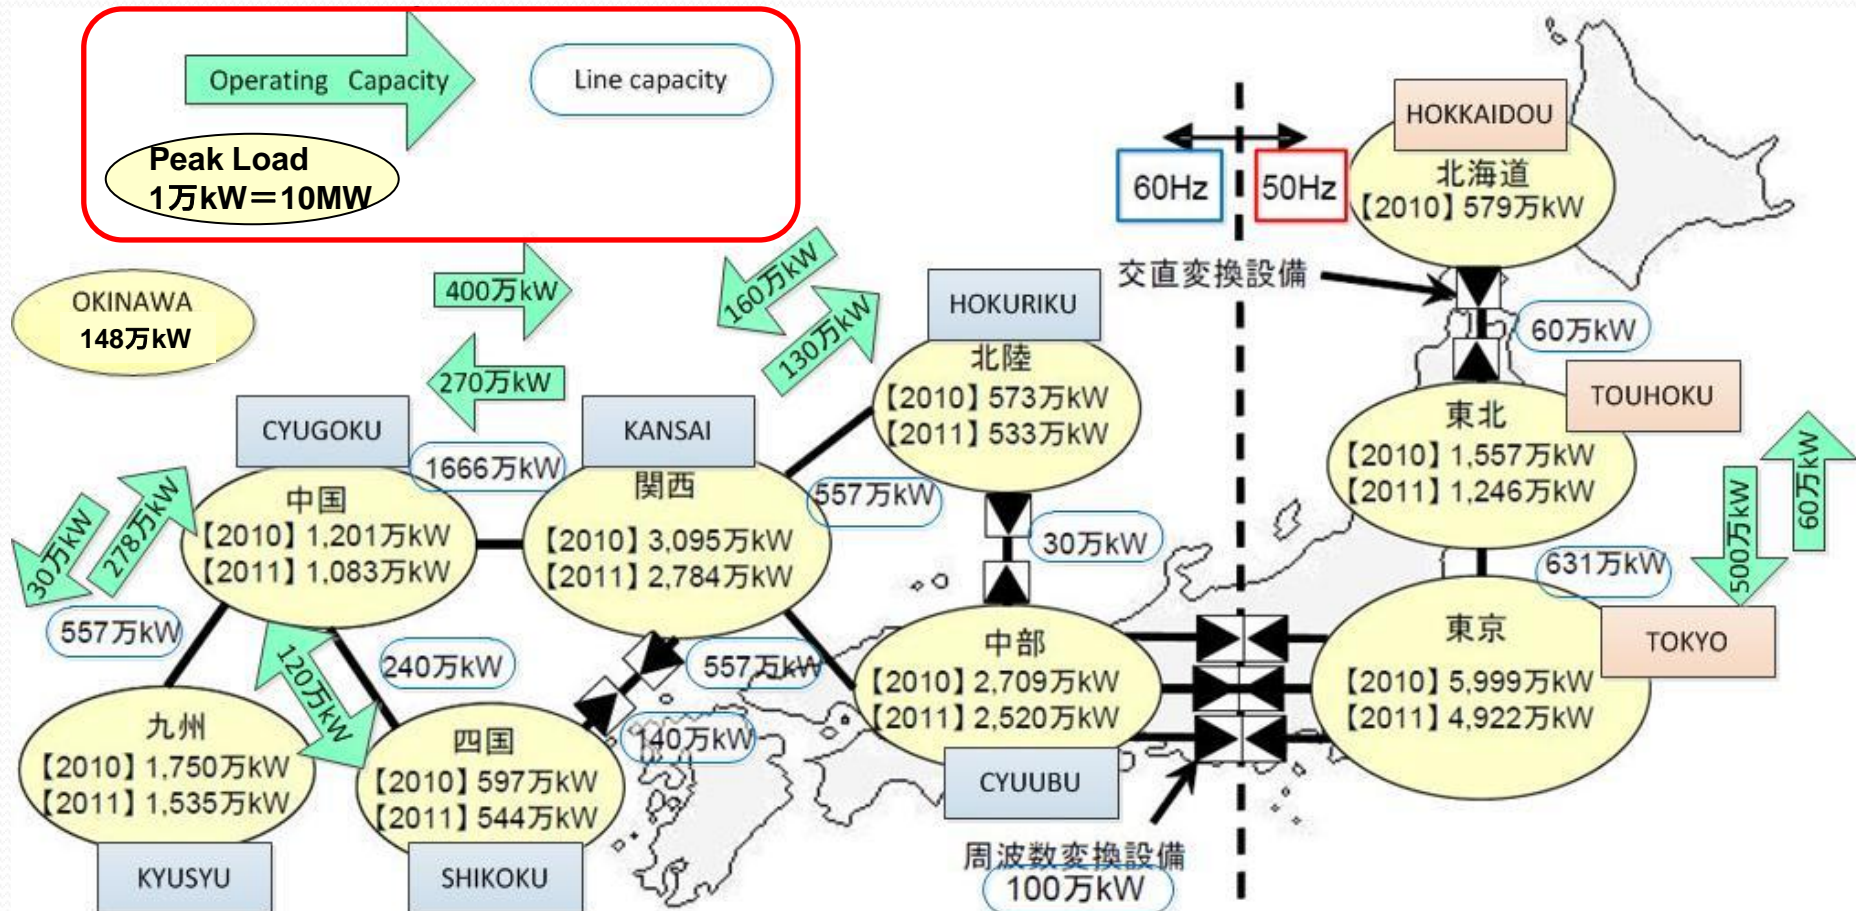 Operating Capacity
Line capacity
Peak Load
1万kW＝10MW
OKINAWA
148万kW
400万kW
270万kW
160万kW
130万kW
60Hz
50Hz
HOKKAIDOU
北海道
【2010】579万kW
交直変換設備
60万kW
HOKURIKU
北陸
【2010】573万kW
【2011】533万kW
TOUHOKU
東北
【2010】1,557万kW
【2011】1,246万kW
500万kW
60万kW
631万kW
CYUGOKU
1666万kW
中国
【2010】1,201万kW
【2011】1,083万kW
KANSAI
関西
【2010】3,095万kW
【2011】2,784万kW
557万kW
30万kW
30万kW
278万kW
557万kW
120万kW
240万kW
557万kW
140万kW
中部
【2010】2,709万kW
【2011】2,520万kW
CYUUBU
東京
【2010】5,999万kW
【2011】4,922万kW
TOKYO
九州
【2010】1,750万kW
【2011】1,535万kW
KYUSYU
四国
【2010】597万kW
【2011】544万kW
SHIKOKU
周波数変換設備
100万kW